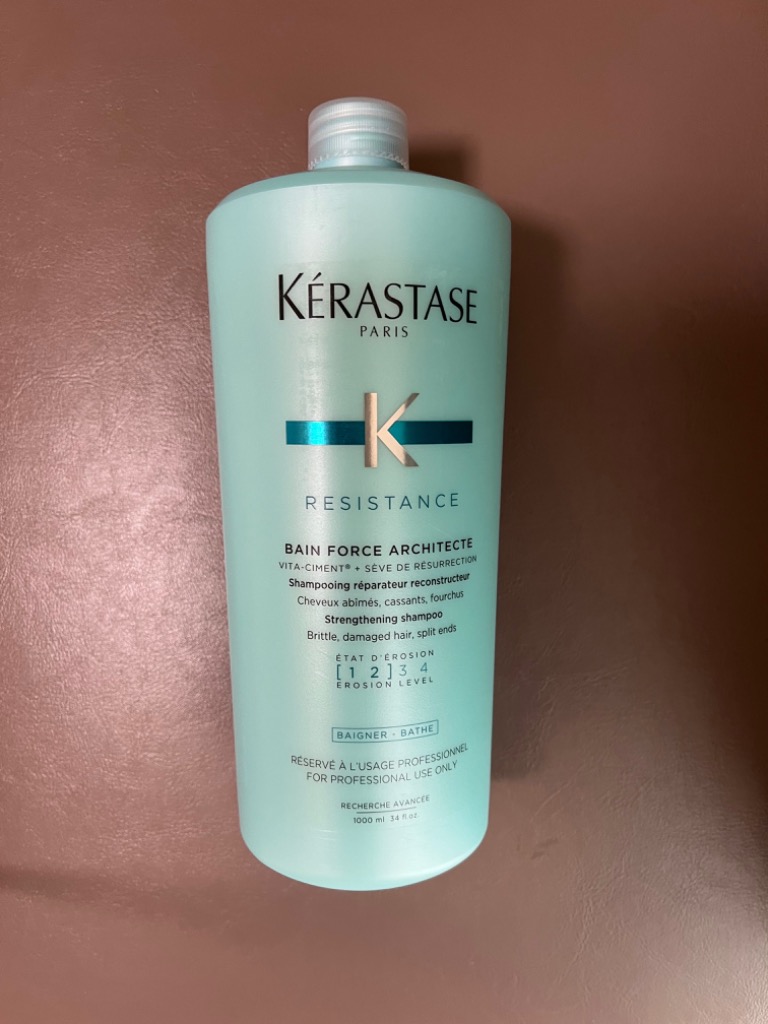 KÉRASTASE
PARIS
K
RESISTANCE
BAIN FORCE ARCHITECTE
VITA-CIMENT® + SÈVE DE RÉSURRECTION
Shampooing réparateur reconstructeur
Cheveux abîmés, cassants, fourchus
Strengthening shampoo
Brittle, damaged hair, split ends
ÉTAT D'ÉROSION
[1 2]3 4
EROSION LEVEL
BAIGNER - BATHE
RÉSERVÉ À L'USAGE PROFESSIONNEL
FOR PROFESSIONAL USE ONLY
RECHERCHE AVANCÉE
1000 ml 34 fl.oz